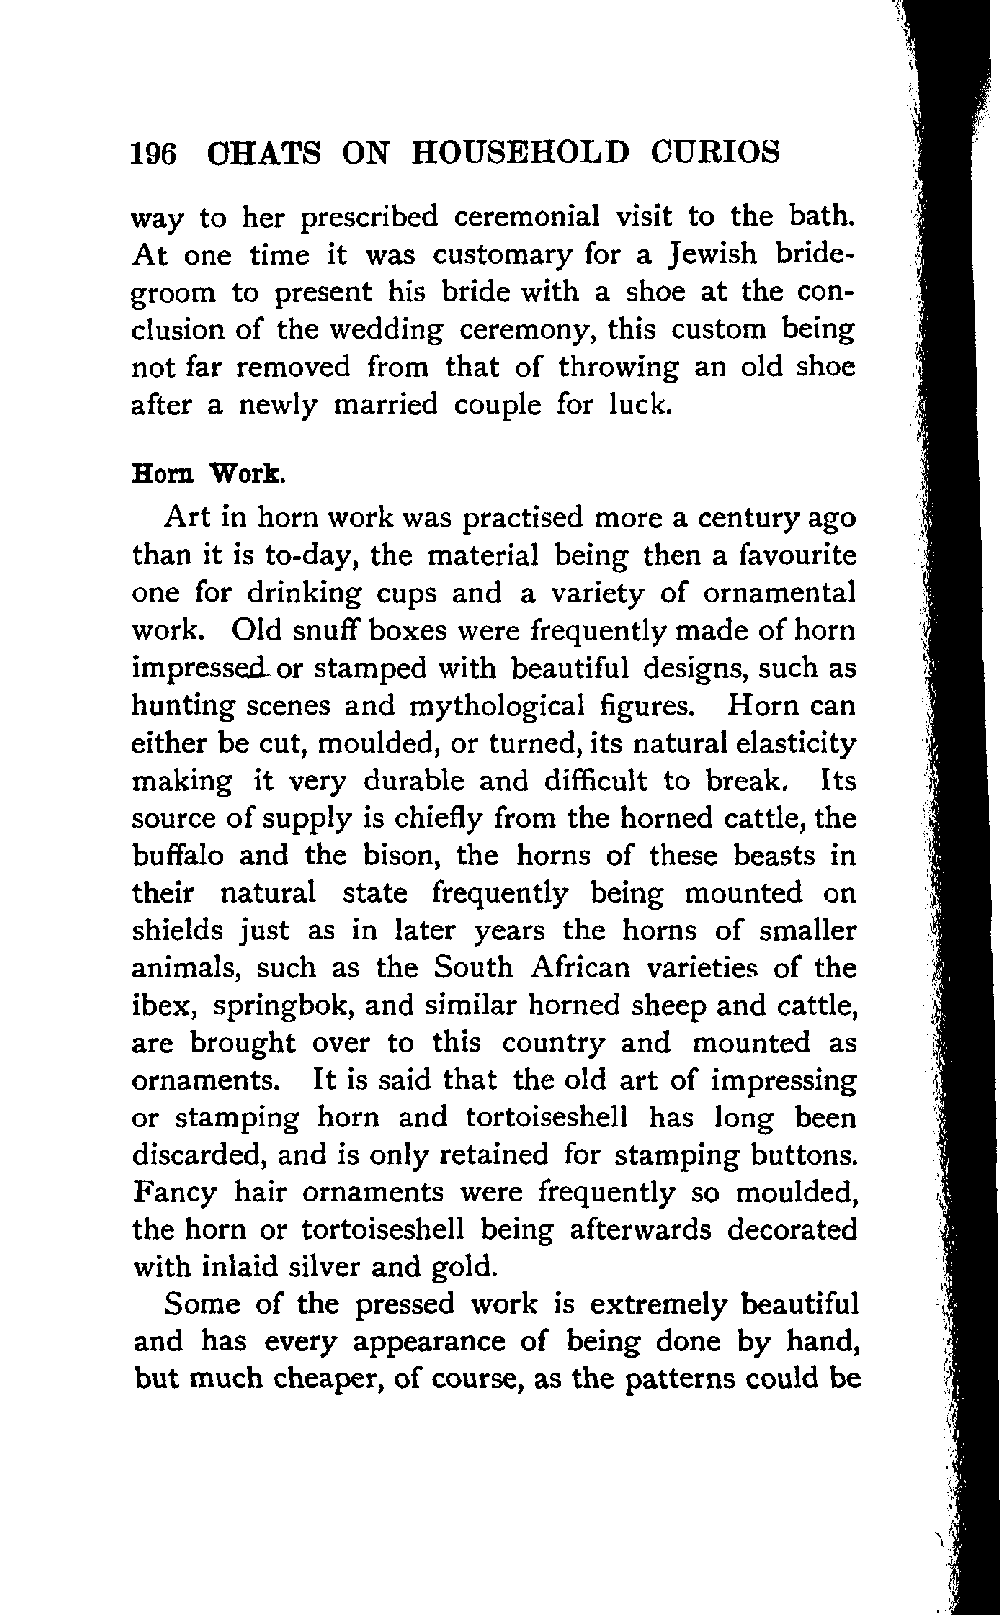 196 CHATS ON HOUSEHOLD CURIOS
way to her prescribed ceremonial visit to the bath.
At one time it was customary for a Jewish bride-
groom to present his bride with a shoe at the con-
clusion of the wedding ceremony, this custom being
not far removed from that of throwing an old shoe
after a newly married couple for luck.
Horn Work.
Art in horn work was practised more a century ago
than it is to-day, the material being then a favourite
one for drinking cups and a variety of ornamental
work. Old snuff boxes were frequently made of horn
impressed or stamped with beautiful designs, such as
hunting scenes and mythological figures. Horn can
either be cut, moulded, or turned, its natural elasticity
making it very durable and difficult to break. Its
source of supply is chiefly from the horned cattle, the
buffalo and the bison, the horns of these beasts in
their natural state frequently being mounted on
shields just as in later years the horns of smaller
animals, such as the South African varieties of the
ibex, springbok, and similar horned sheep and cattle,
are brought over to this country and mounted as
ornaments. It is said that the old art of impressing
or stamping horn and tortoiseshell has long been
discarded, and is only retained for stamping buttons.
Fancy hair ornaments were frequently so moulded,
the horn or tortoiseshell being afterwards decorated
with inlaid silver and gold.
Some of the pressed work is extremely beautiful
and has every appearance of being done by hand,
but much cheaper, of course, as the patterns could be